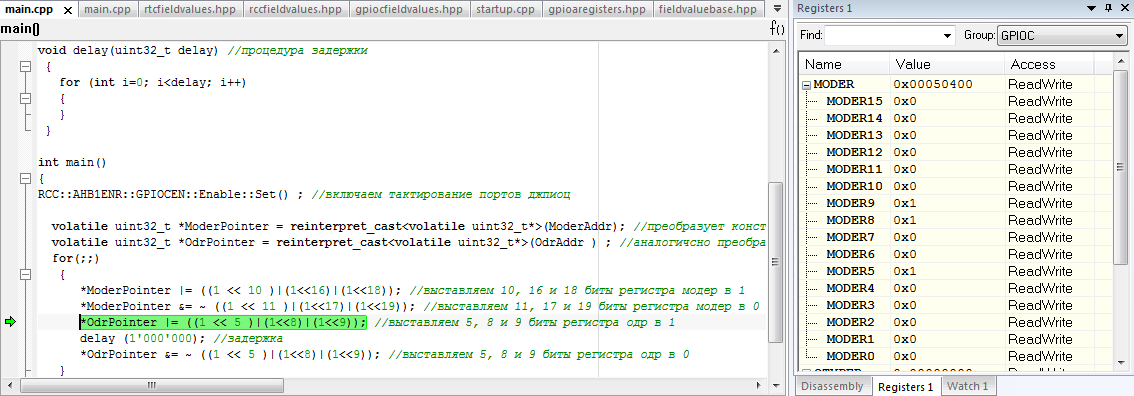 main.cpp x main.cpp rtcfieldvalues.hpp rccfieldvalues.hpp gpiocfieldvalues.hpp startup.cpp gpioaregisters.hpp fieldvaluebase.hpp
main() f()
void delay(uint32_t delay) //процедура задержки
{
for (int i=0; i<delay; i++)
{
}
}
int main()
{
RCC::AHB1ENR::GPIOCEN::Enable::Set() ; //включаем тактирование портов джпиоц
volatile uint32_t *ModerPointer = reinterpret_cast<volatile uint32_t*>(ModerAddr); //преобразует конст
volatile uint32_t *OdrPointer = reinterpret_cast<volatile uint32_t*>(OdrAddr ) ; //аналогичсно преобра
for(;;)
{
*ModerPointer |= ((1 << 10 )|(1<<16)|(1<<18)); //выставляем 10, 16 и 18 биты регистра модер в 1
*ModerPointer &= ~ ((1 << 11 )|(1<<17)|(1<<19)); //выставляем 11, 17 и 19 биты регистра модер в 0
*OdrPointer |= ((1 << 5 )|(1<<8)|(1<<9)); //выставляем 5, 8 и 9 биты регистра одр в 1
delay (1'000'000); //задержка
*OdrPointer &= ~ ((1 << 5 )|(1<<8)|(1<<9)); //выставляем 5, 8 и 9 биты регистра одр в 0
}
Registers 1
Find: Group: GPIOC
Name Value Access
MODER 0x00050400 ReadWrite
MODER15 0x0 ReadWrite
MODER14 0x0 ReadWrite
MODER13 0x0 ReadWrite
MODER12 0x0 ReadWrite
MODER11 0x0 ReadWrite
MODER10 0x0 ReadWrite
MODER9 0x1 ReadWrite
MODER8 0x1 ReadWrite
MODER7 0x0 ReadWrite
MODER6 0x0 ReadWrite
MODER5 0x1 ReadWrite
MODER4 0x0 ReadWrite
MODER3 0x0 ReadWrite
MODER2 0x0 ReadWrite
MODER1 0x0 ReadWrite
MODER0 0x0 ReadWrite
Disassembly Registers 1 Watch 1